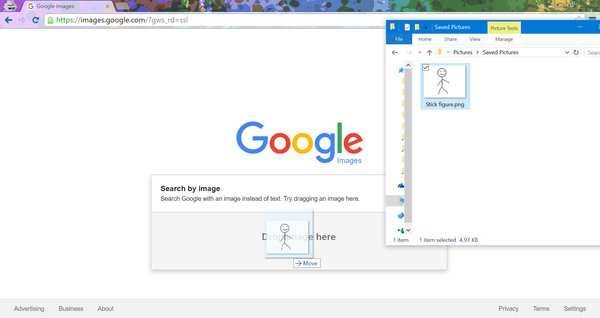 Google Images
https://images.google.com/?gws_rd=ssl
Google
Images
Search by image
Search Google with an image instead of text. Try dragging an image here.
image here
Move
Advertising
Business
About
Privacy
Terms
Settings
Saved Pictures
Picture Tools
File
Home
Share
View
Manage
Pictures
Saved Pictures
Stick figure.png
1 item
1 item selected 4.97 KB